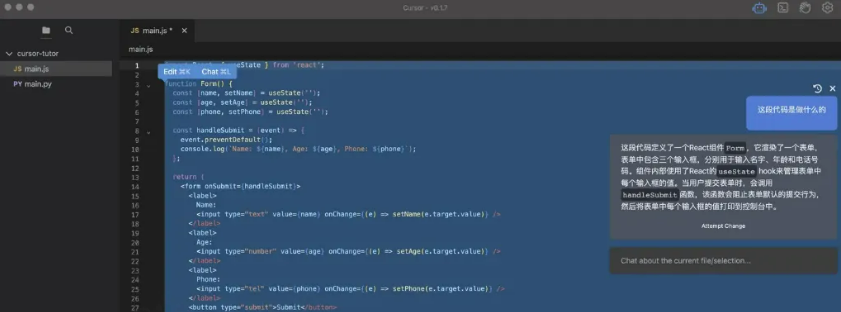 Cursor - v0.1.7
JS main.js * ×
cursor-tutor
JS main.js
PY main.py
main.js
Edit ⌘K Chat ⌘L
1 useState } from 'react';
2
3 function Form() {
4 const [name, setName] = useState('');
5 const [age, setAge] = useState('');
6 const [phone, setPhone] = useState('');
7
8 const handleSubmit = (event) => {
9 event.preventDefault();
10 console.log(`Name: ${name}, Age: ${age}, Phone: ${phone}`);
11 };
12
13 return (
14 <form onSubmit={handleSubmit}>
15 <label>
16 Name:
17 <input type="text" value={name} onChange={(e) => setName(e.target.value)} />
18 </label>
19 <label>
20 Age:
21 <input type="number" value={age} onChange={(e) => setAge(e.target.value)} />
22 </label>
23 <label>
24 Phone:
25 <input type="tel" value={phone} onChange={(e) => setPhone(e.target.value)} />
26 </label>
27 <button type="submit">Submit</button>
这段代码是做什么的
这段代码定义了一个React组件 Form，它渲染了一个表单，
表单中包含三个输入框，分别用于输入名字、年龄和电话号
码。组件内部使用了React的 useState hook来管理表单中
每个输入框的值。当用户提交表单时，会调用
handleSubmit 函数，该函数会阻止表单默认的提交行为，
然后将表单中每个输入框的值打印到控制台中。
Attempt Change
Chat about the current file/selection...